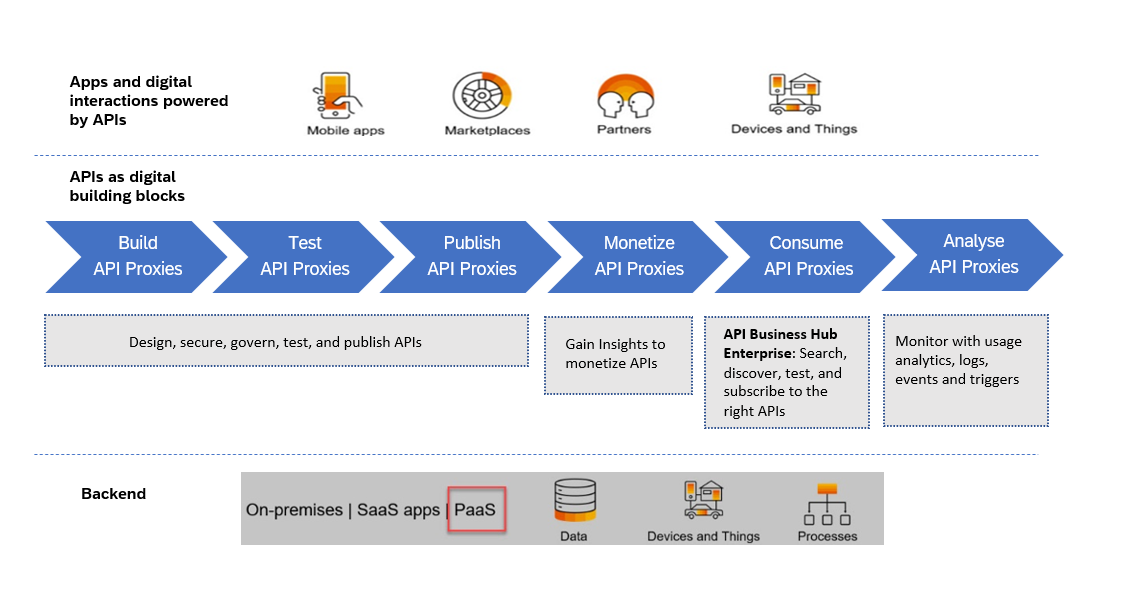 Apps and digital
interactions powered
by APIs
Mobile apps
Marketplaces
Partners
Devices and Things
APIs as digital
building blocks
Build
API Proxies
Test
API Proxies
Publish
API Proxies
Monetize
API Proxies
Consume
API Proxies
Analyse
API Proxies
Design, secure, govern, test, and publish APIs
Gain Insights to
monetize APIs
API Business Hub
Enterprise: Search,
discover, test, and
subscribe to the
right APIs
Monitor with usage
analytics, logs,
events and triggers
Backend
On-premises | SaaS apps | PaaS
Data
Devices and Things
Processes